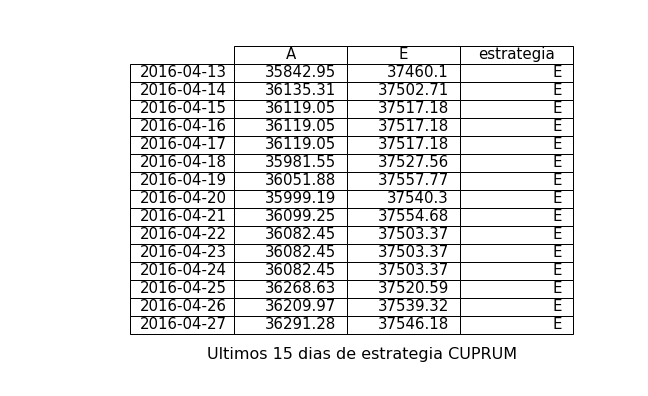 A E estrategia
2016-04-13 35842.95 37460.1 E
2016-04-14 36135.31 37502.71 E
2016-04-15 36119.05 37517.18 E
2016-04-16 36119.05 37517.18 E
2016-04-17 36119.05 37517.18 E
2016-04-18 35981.55 37527.56 E
2016-04-19 36051.88 37557.77 E
2016-04-20 35999.19 37540.3 E
2016-04-21 36099.25 37554.68 E
2016-04-22 36082.45 37503.37 E
2016-04-23 36082.45 37503.37 E
2016-04-24 36082.45 37503.37 E
2016-04-25 36268.63 37520.59 E
2016-04-26 36209.97 37539.32 E
2016-04-27 36291.28 37546.18 E
Ultimos 15 dias de estrategia CUPRUM